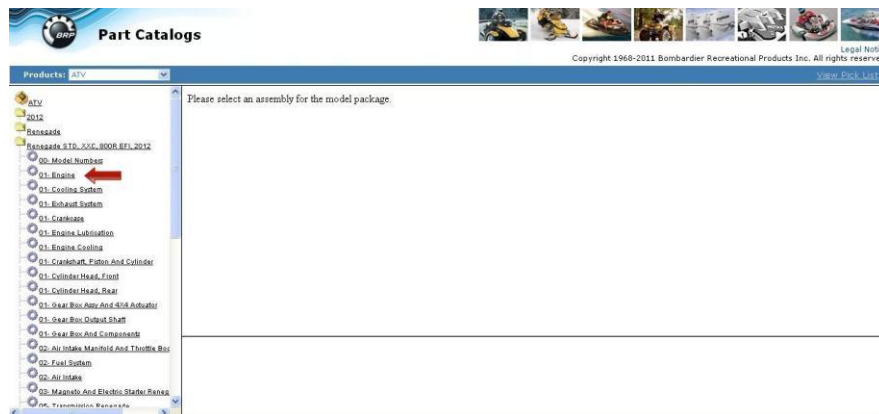 BRP
Part Catalogs
Legal Noti
Copyright 1968-2011 Bombardier Recreational Products Inc. All rights reserve
Products: ATV
View Pick List
Please select an assembly for the model package.
ATV
2012
Renegade
Renegade STD, XXC, 800R EFI, 2012
00- Model Numbers
01- Engine
01- Cooling System
01- Exhaust System
01- Crankcase
01- Engine Lubrication
01- Engine Cooling
01- Crankshaft, Piston And Cylinder
01- Cylinder Head, Front
01- Cylinder Head, Rear
01- Gear Box Assy And 4X4 Actuator
01- Gear Box Output Shaft
01- Gear Box And Components
02- Air Intake Manifold And Throttle Boc
02- Fuel System
02- Air Intake
03- Magneto And Electric Starter Reneg
05- Transmission Renegade